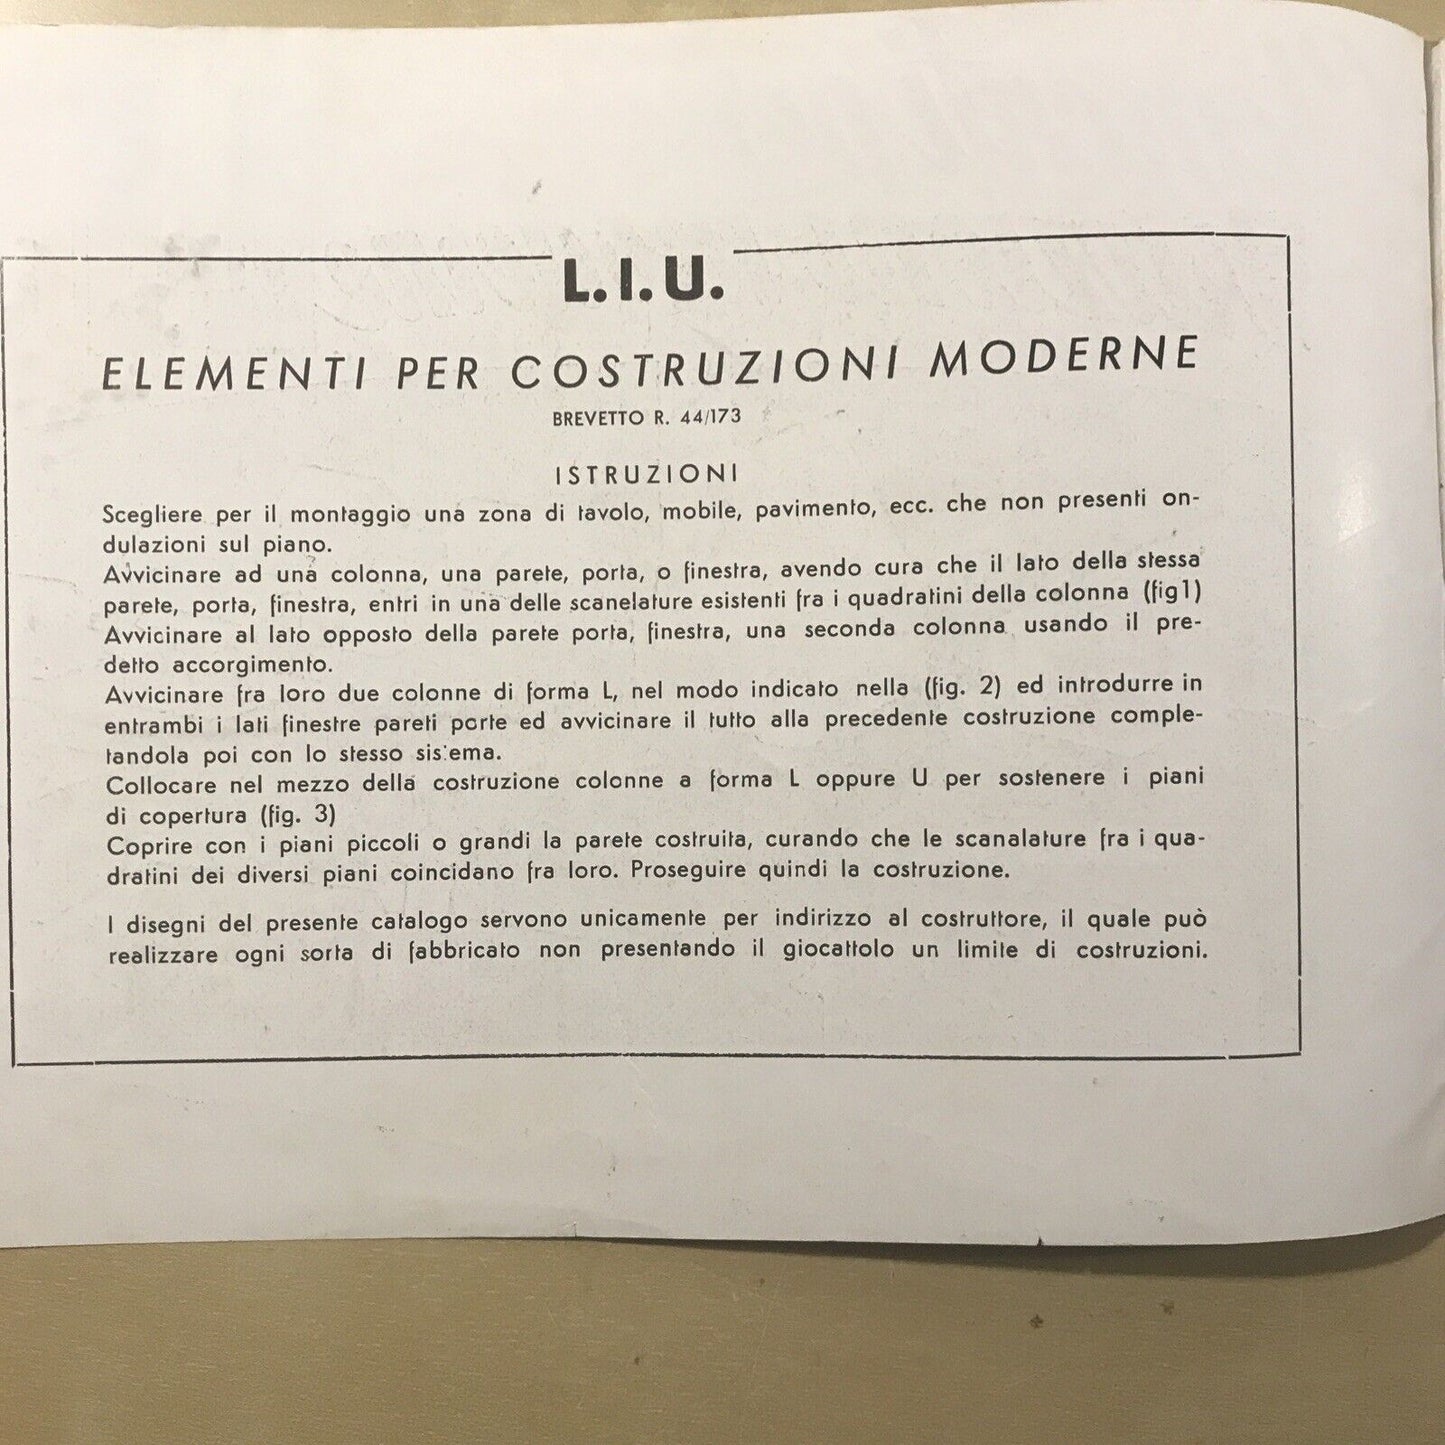 L.I.U.
ELEMENTI PER COSTRUZIONI MODERNE
BREVETTO R. 44/173
ISTRUZIONI
Scegliere per il montaggio una zona di tavolo, mobile, pavimento, ecc. che non presenti on-
dulazioni sul piano.
Avvicinare ad una colonna, una parete, porta, o finestra, avendo cura che il lato della stessa
parete, porta, finestra, entri in una delle scanelature esistenti fra i quadratini della colonna (fig1)
Avvicinare al lato opposto della parete porta, finestra, una seconda colonna usando il pre-
detto accorgimento.
Avvicinare fra loro due colonne di forma L, nel modo indicato nella (fig. 2) ed introdurre in
entrambi i lati finestre pareti porte ed avvicinare il tutto alla precedente costruzione comple-
tandola poi con lo stesso sistema.
Collocare nel mezzo della costruzione colonne a forma L oppure U per sostenere i piani
di copertura (fig. 3)
Coprire con i piani piccoli o grandi la parete costruita, curando che le scanalature fra i qua-
dratini dei diversi piani coincidano fra loro. Proseguire quindi la costruzione.
I disegni del presente catalogo servono unicamente per indirizzo al costruttore, il quale può
realizzare ogni sorta di fabbricato non presentando il giocattolo un limite di costruzioni.